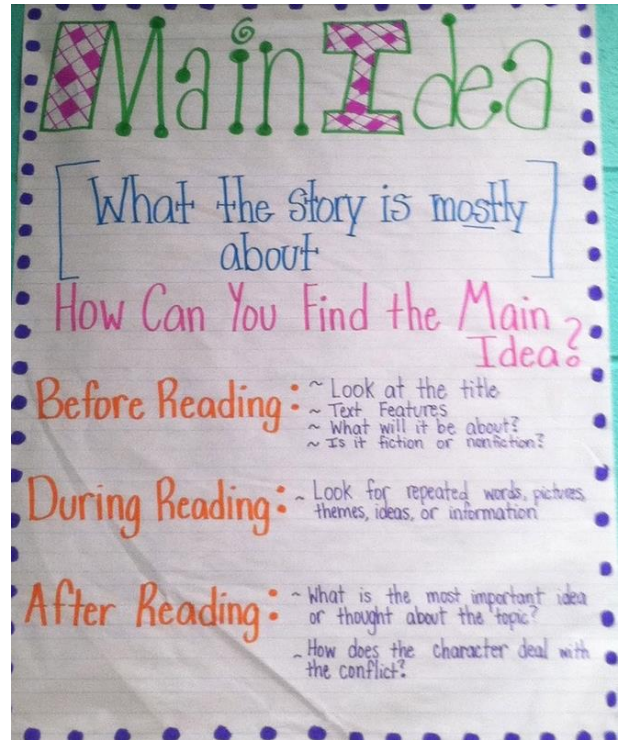 Main Idea
What the story is mostly
about
How Can You Find the Main
Idea?
Before Reading: ~ Look at the title
~ Text Features
~ What will it be about?
~ Is it fiction or nonfiction?
During Reading: ~ Look for repeated words, pictures,
themes, ideas, or information
After Reading: ~ What is the most important idea
or thought about the topic?
~ How does the character deal with
the conflict?